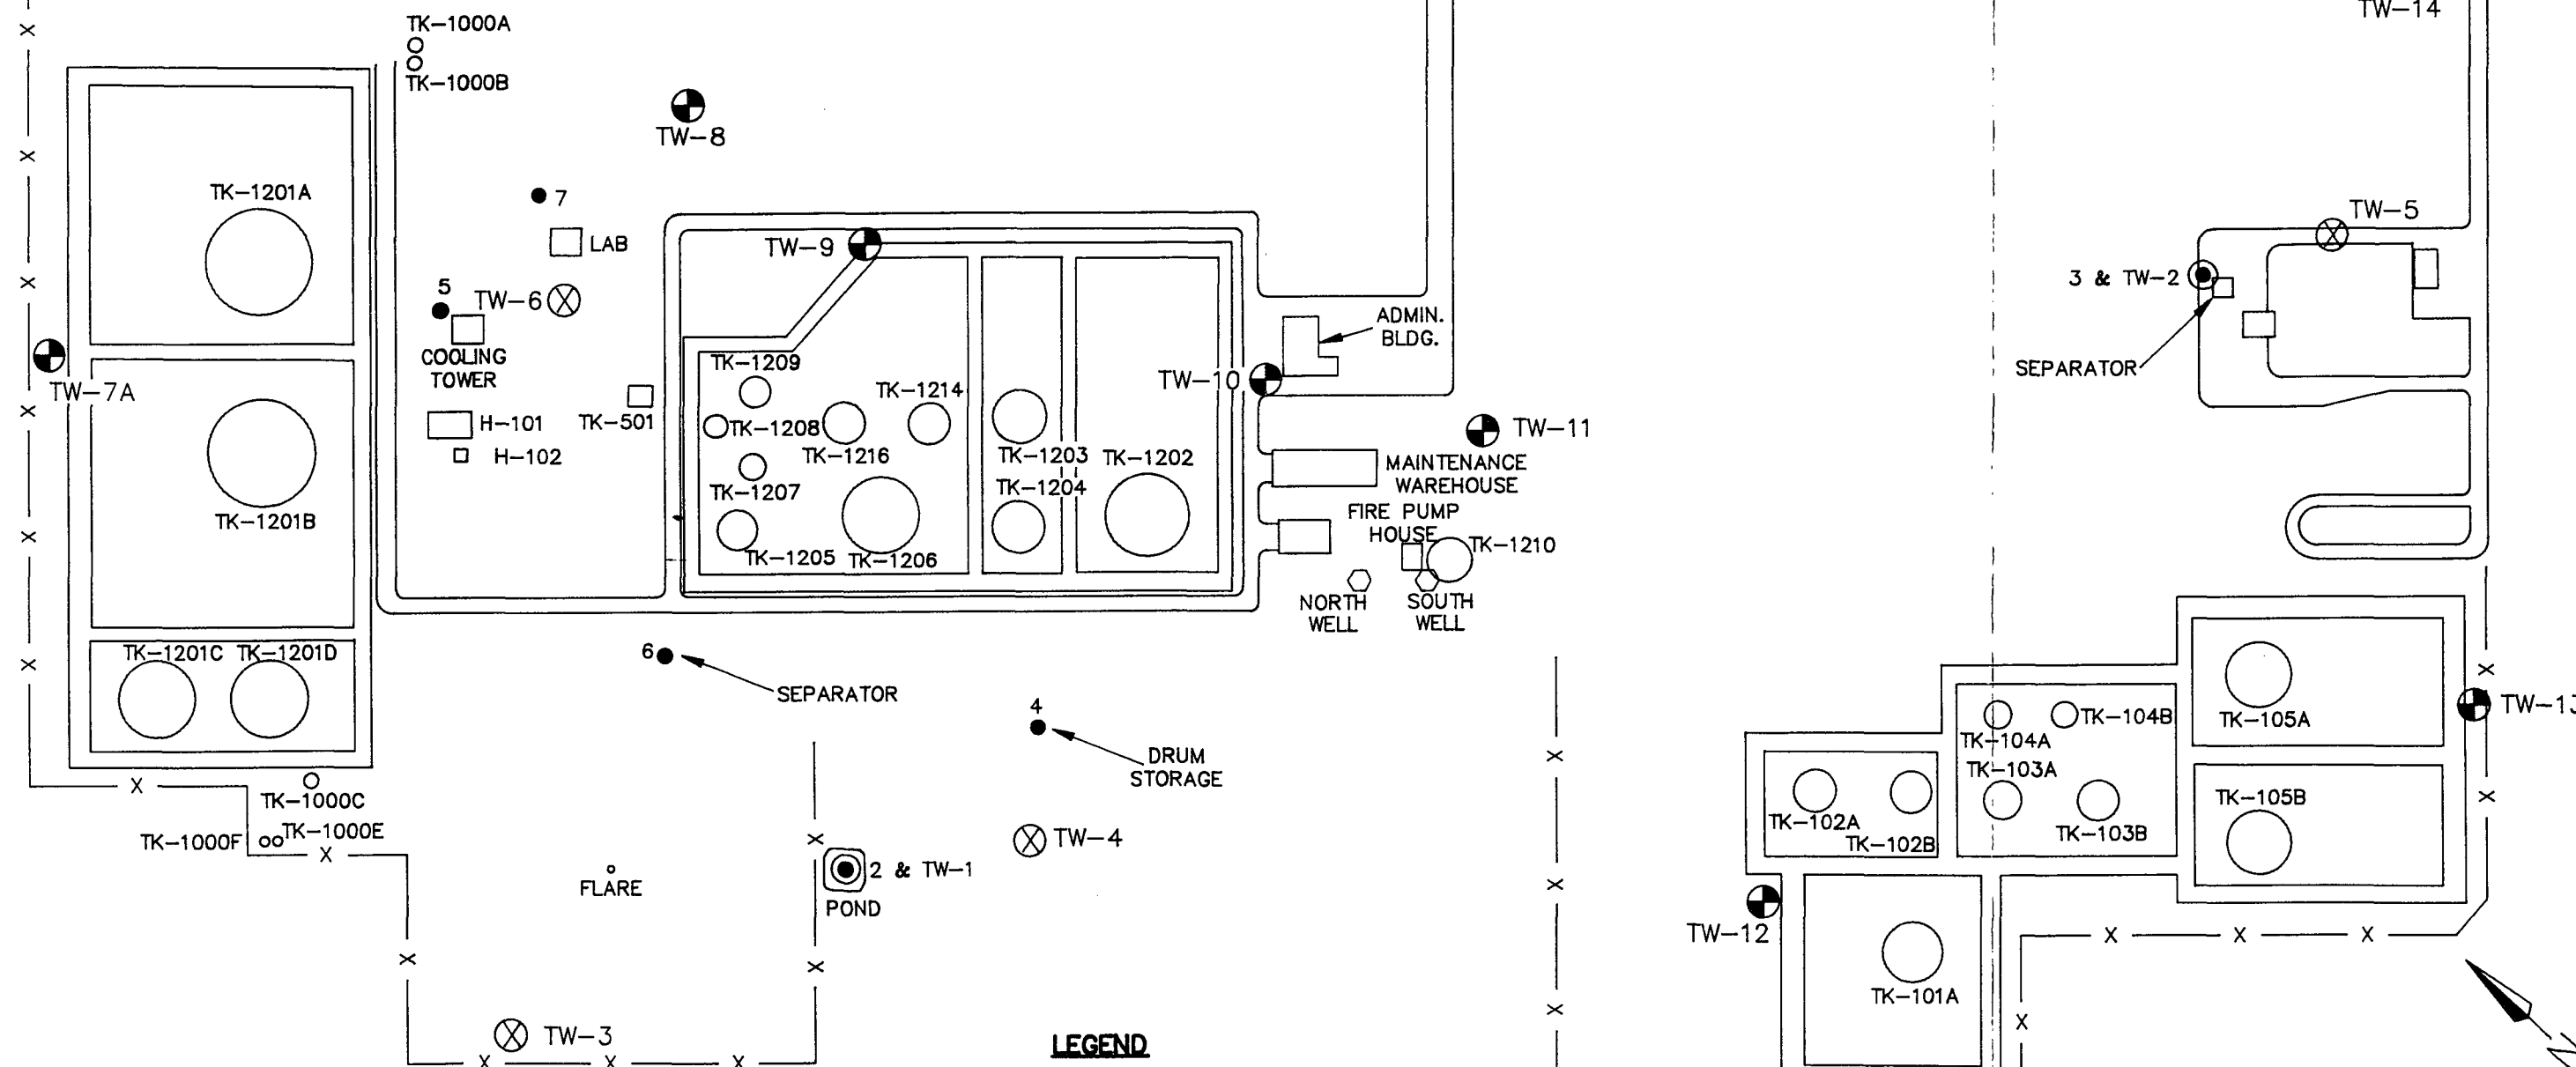 TK-1000A
TK-1000B
TW-14
TW-8
TK-1201A
7
LAB
TW-5
TW-9
3 & TW-2
5
TW-6
ADMIN.
BLDG.
COOLING
TOWER
SEPARATOR
TW-7A
TK-1209
TK-1214
TW-10
H-101
TK-501
TK-1208
TW-11
H-102
TK-1216
TK-1203
TK-1202
MAINTENANCE
WAREHOUSE
TK-1207
TK-1204
TK-1201B
FIRE PUMP
HOUSE
TK-1205
TK-1206
TK-1210
NORTH
WELL
SOUTH
WELL
TK-1201C
TK-1201D
6
SEPARATOR
4
DRUM
STORAGE
TK-104A
TK-104B
TK-105A
TW-13
TK-103A
TK-1000C
TK-105B
TK-102A
TK-103B
TK-102B
TK-1000F
TK-1000E
TW-4
FLARE
2 & TW-1
POND
TW-12
TK-101A
TW-3
LEGEND
N